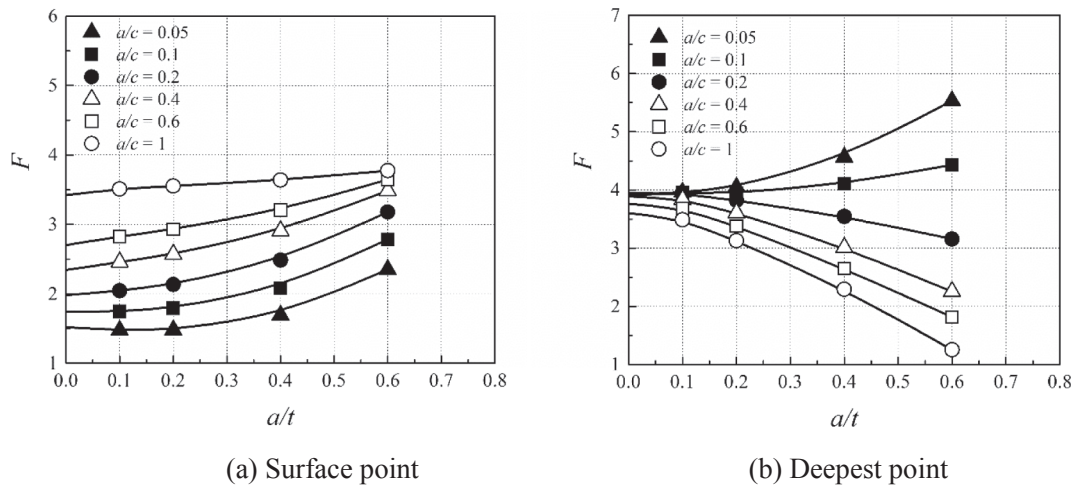 6
5
4
3
2
1
F
a/c = 0.05
a/c = 0.1
a/c = 0.2
a/c = 0.4
a/c = 0.6
a/c = 1
0.0 0.1 0.2 0.3 0.4 0.5 0.6 0.7 0.8
a/t
(a) Surface point
7
6
5
4
3
2
1
F
a/c = 0.05
a/c = 0.1
a/c = 0.2
a/c = 0.4
a/c = 0.6
a/c = 1
0.0 0.1 0.2 0.3 0.4 0.5 0.6 0.7 0.8
a/t
(b) Deepest point